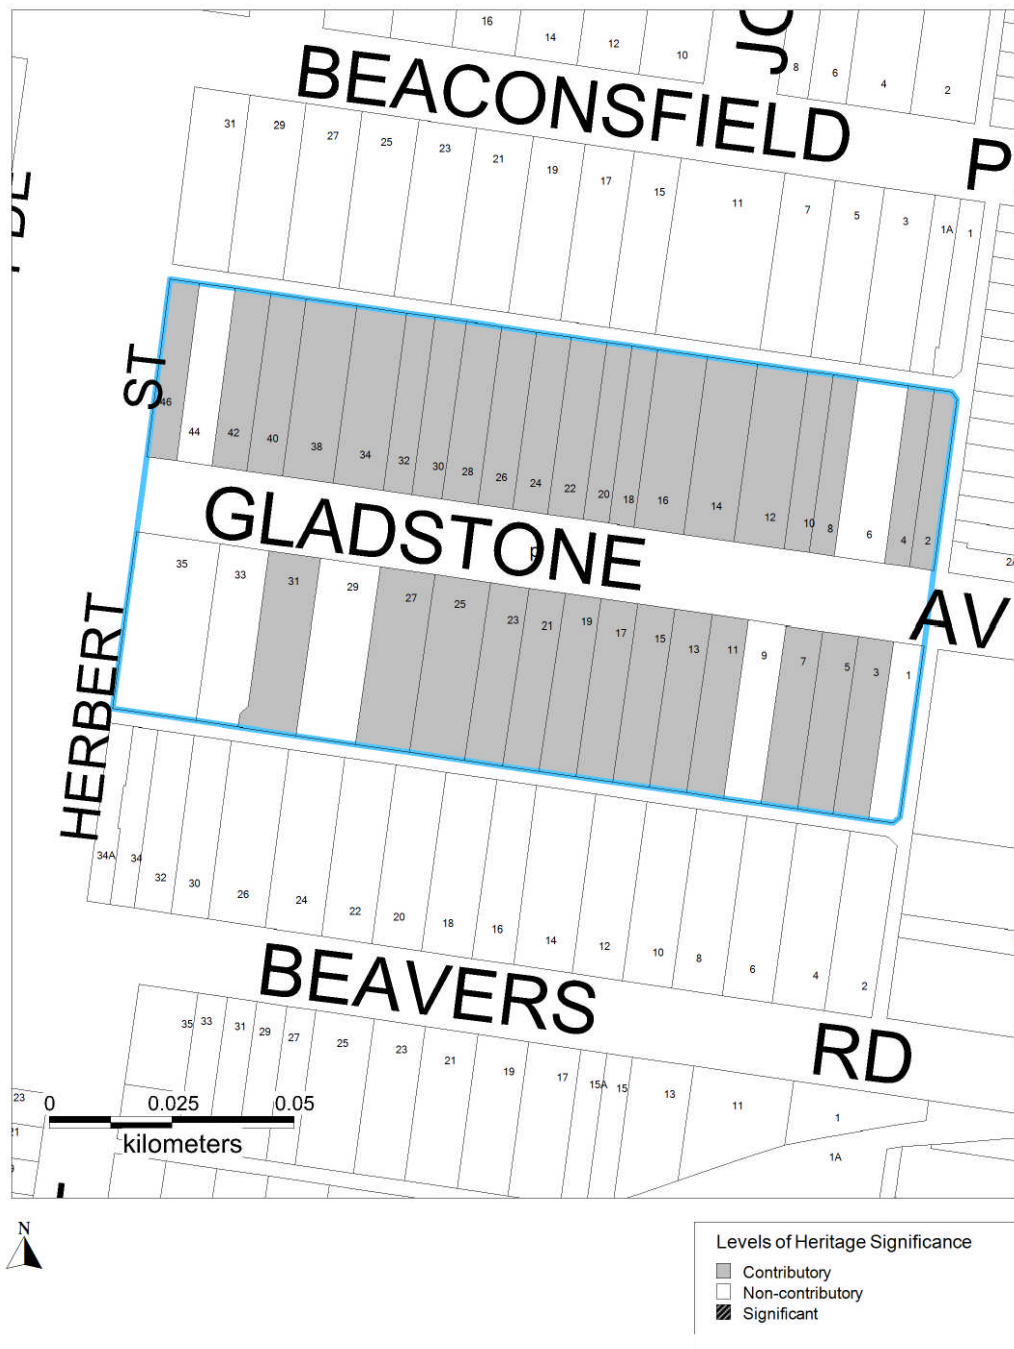 16 14 12 10 8 6 4 2
BEACONSFIELD P
31 29 27 25 23 21 19 17 15 11 7 5 3 1A 1
ST
46 44 42 40 38 34 32 30 28 26 24 22 20 18 16 14 12 10 8 6 4 2
GLADSTONE AV
p
35 33 31 29 27 25 23 21 19 17 15 13 11 9 7 5 3 1
HERBERT
34A 34 32 30 26 24 22 20 18 16 14 12 10 8 6 4 2
BEAVERS RD
35 33 31 29 27 25 23 21 19 17 15A 15 13 11 1
1A
23
21
0 0.025 0.05
kilometers
N
Levels of Heritage Significance
Contributory
Non-contributory
Significant